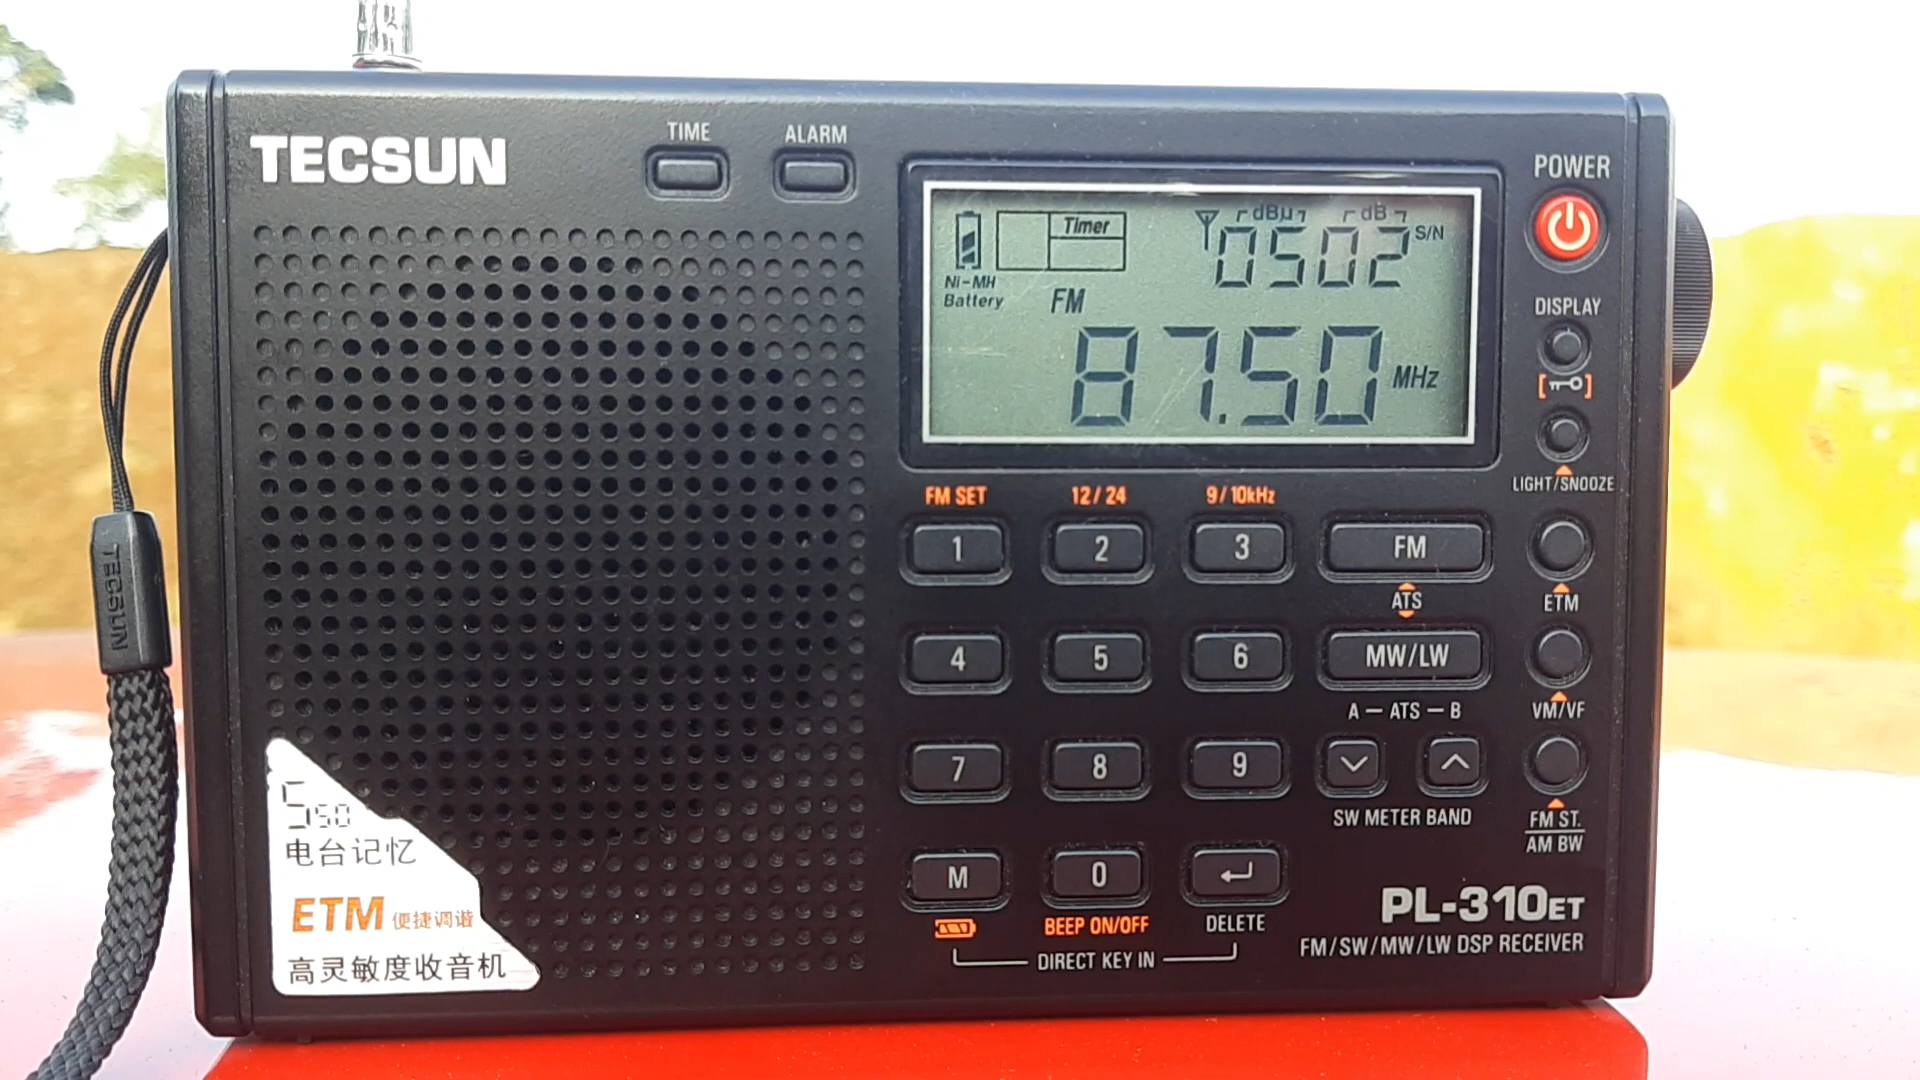 TECSUN
TIME
ALARM
POWER
Timer
dBμ
dB
0502
S/N
Ni-MH
Battery
FM
87.50
MHz
DISPLAY
LIGHT/SNOOZE
FM SET
12/24
9/10kHz
1
2
3
FM
ATS
ETM
4
5
6
MW/LW
A — ATS — B
VM/VF
7
8
9
SW METER BAND
FM ST.
AM BW
M
0
BEEP ON/OFF
DELETE
DIRECT KEY IN
PL-310ET
FM/SW/MW/LW DSP RECEIVER
TECSUN
550
电台记忆
ETM 便捷调谐
高灵敏度收音机